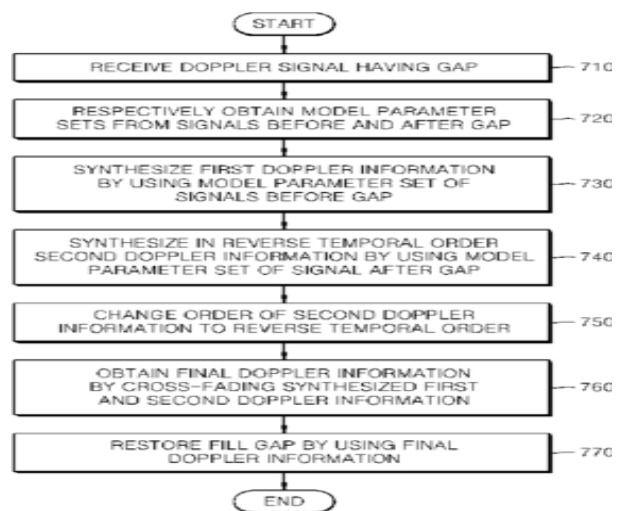 START
RECEIVE DOPPLER SIGNAL HAVING GAP
710
RESPECTIVELY OBTAIN MODEL PARAMETER
SETS FROM SIGNALS BEFORE AND AFTER GAP
720
SYNTHESIZE FIRST DOPPLER INFORMATION
BY USING MODEL PARAMETER SET OF
SIGNALS BEFORE GAP
730
SYNTHESIZE IN REVERSE TEMPORAL ORDER
SECOND DOPPLER INFORMATION BY USING MODEL
PARAMETER SET OF SIGNAL AFTER GAP
740
CHANGE ORDER OF SECOND DOPPLER
INFORMATION TO REVERSE TEMPORAL ORDER
750
OBTAIN FINAL DOPPLER INFORMATION
BY CROSS-FADING SYNTHESIZED FIRST
AND SECOND DOPPLER INFORMATION
760
RESTORE FILL GAP BY USING FINAL
DOPPLER INFORMATION
770
END